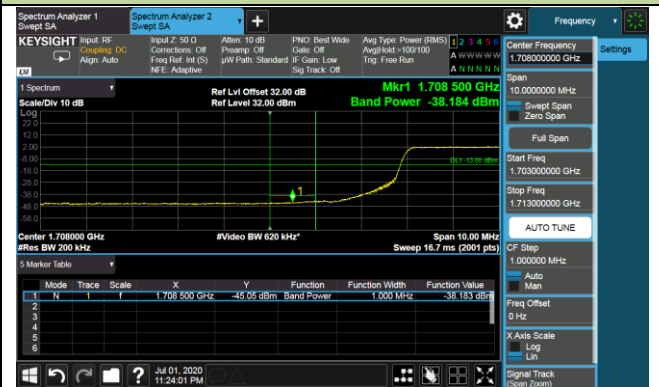 Spectrum Analyzer 1
Swept SA
Spectrum Analyzer 2
Swept SA
Frequency
KEYSIGHT
Input: RF
Coupling: DC
Align: Auto
Input Z: 50 Ω
Corrections: Off
Freq Ref: Int (S)
NFE: Adaptive
Atten: 10 dB
Preamp: Off
µW Path: Standard
PNO: Best Wide
Gate: Off
IF Gain: Low
Sig Track: Off
Avg Type: Power (RMS)
Avg|Hold:>100/100
Trig: Free Run
1 2 3 4 5 6
A W W W W W
A N N N N N
LXI
1 Spectrum
Scale/Div 10 dB
Ref Lvl Offset 32.00 dB
Ref Level 32.00 dBm
Mkr1 1.708 500 GHz
Band Power -38.184 dBm
Log
22.0
12.0
2.00
-8.00
-18.0
-28.0
-38.0
-48.0
-58.0
DL1 -13.00 dBm
1
Center 1.708000 GHz
#Res BW 200 kHz
#Video BW 620 kHz*
Span 10.00 MHz
Sweep 16.7 ms (2001 pts)
5 Marker Table
Mode Trace Scale X Y Function Function Width Function Value
1 N 1 f 1.708 500 GHz -45.05 dBm Band Power 1.000 MHz -38.183 dBm
2
3
4
5
6
Jul 01, 2020
11:24:01 PM
Center Frequency
1.708000000 GHz
Settings
Span
10.0000000 MHz
Swept Span
Zero Span
Full Span
Start Freq
1.703000000 GHz
Stop Freq
1.713000000 GHz
AUTO TUNE
CF Step
1.000000 MHz
Auto
Man
Freq Offset
0 Hz
X Axis Scale
Log
Lin
Signal Track
(Span Zoom)